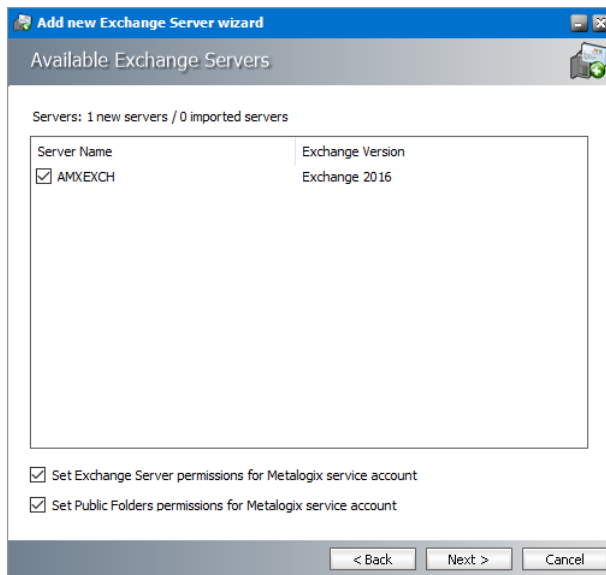 Add new Exchange Server wizard
Available Exchange Servers
Servers: 1 new servers / 0 imported servers
Server Name Exchange Version
AMXEXCH Exchange 2016
Set Exchange Server permissions for Metalogix service account
Set Public Folders permissions for Metalogix service account
< Back Next > Cancel